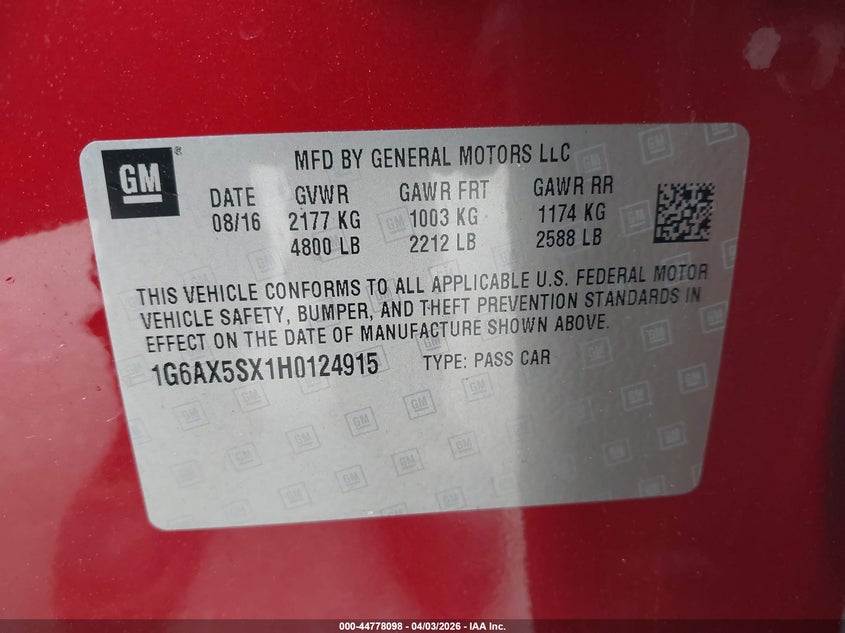 GM
MFD BY GENERAL MOTORS LLC
DATE GVWR GAWR FRT GAWR RR
08/16 2177 KG 1003 KG 1174 KG
4800 LB 2212 LB 2588 LB
THIS VEHICLE CONFORMS TO ALL APPLICABLE U.S. FEDERAL MOTOR
VEHICLE SAFETY, BUMPER, AND THEFT PREVENTION STANDARDS IN
EFFECT ON THE DATE OF MANUFACTURE SHOWN ABOVE.
1G6AX5SX1H0124915 TYPE: PASS CAR
000-44778098 - 04/03/2026 - IAA Inc.